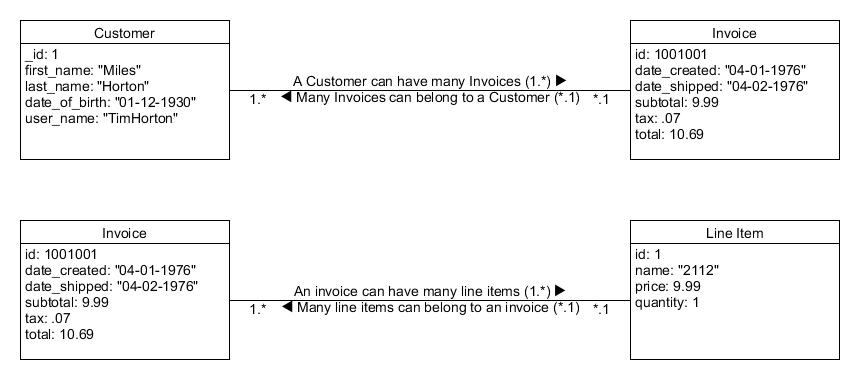 Customer
_id: 1
first_name: "Miles"
last_name: "Horton"
date_of_birth: "01-12-1930"
user_name: "TimHorton"
A Customer can have many Invoices (1.*) ▶
1.* ◀ Many Invoices can belong to a Customer (*.1) *.1
Invoice
id: 1001001
date_created: "04-01-1976"
date_shipped: "04-02-1976"
subtotal: 9.99
tax: .07
total: 10.69
Invoice
id: 1001001
date_created: "04-01-1976"
date_shipped: "04-02-1976"
subtotal: 9.99
tax: .07
total: 10.69
An invoice can have many line items (1.*) ▶
1.* ◀ Many line items can belong to an invoice (*.1) *.1
Line Item
id: 1
name: "2112"
price: 9.99
quantity: 1